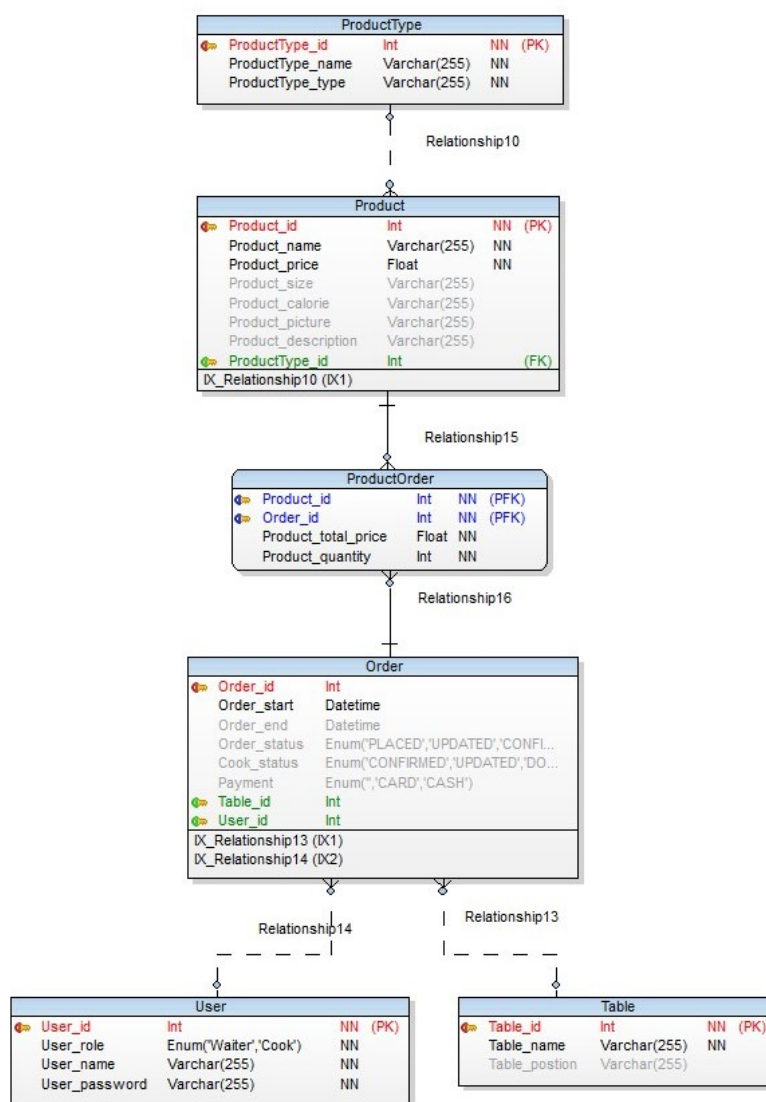 ProductType
ProductType_id Int NN (PK)
ProductType_name Varchar(255) NN
ProductType_type Varchar(255) NN
Relationship10
Product
Product_id Int NN (PK)
Product_name Varchar(255) NN
Product_price Float NN
Product_size Varchar(255)
Product_calorie Varchar(255)
Product_picture Varchar(255)
Product_description Varchar(255)
ProductType_id Int (FK)
IX_Relationship10 (IX1)
Relationship15
ProductOrder
Product_id Int NN (PFK)
Order_id Int NN (PFK)
Product_total_price Float NN
Product_quantity Int NN
Relationship16
Order
Order_id Int
Order_start Datetime
Order_end Datetime
Order_status Enum('PLACED','UPDATED','CONFI...
Cook_status Enum('CONFIRMED','UPDATED','DO...
Payment Enum('','CARD','CASH')
Table_id Int
User_id Int
IX_Relationship13 (IX1)
IX_Relationship14 (IX2)
Relationship14
Relationship13
User
User_id Int NN (PK)
User_role Enum('Waiter','Cook') NN
User_name Varchar(255) NN
User_password Varchar(255) NN
Table
Table_id Int NN (PK)
Table_name Varchar(255) NN
Table_postion Varchar(255)